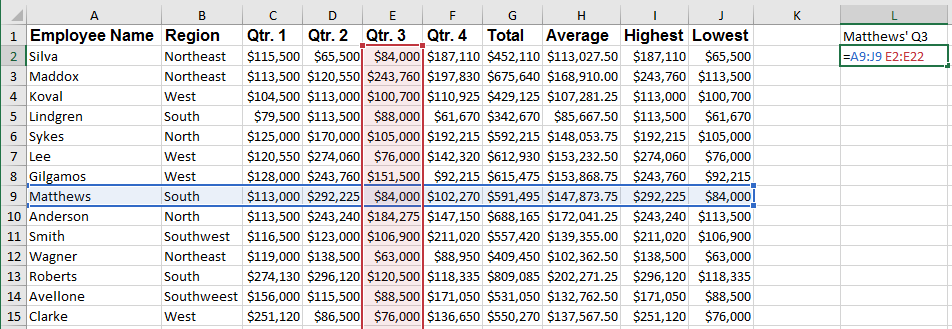 A B C D E F G H I J K L
1 Employee Name Region Qtr. 1 Qtr. 2 Qtr. 3 Qtr. 4 Total Average Highest Lowest Matthews' Q3
2 Silva Northeast $115,500 $65,500 $84,000 $187,110 $452,110 $113,027.50 $187,110 $65,500 =A9:J9 E2:E22
3 Maddox Northeast $113,500 $120,550 $243,760 $197,830 $675,640 $168,910.00 $243,760 $113,500
4 Koval West $104,500 $113,000 $100,700 $110,925 $429,125 $107,281.25 $113,000 $100,700
5 Lindgren South $79,500 $113,500 $88,000 $61,670 $342,670 $85,667.50 $113,500 $61,670
6 Sykes North $125,000 $170,000 $105,000 $192,215 $592,215 $148,053.75 $192,215 $105,000
7 Lee West $120,550 $274,060 $76,000 $142,320 $612,930 $153,232.50 $274,060 $76,000
8 Gilgamos West $128,000 $243,760 $151,500 $92,215 $615,475 $153,868.75 $243,760 $92,215
9 Matthews South $113,000 $292,225 $84,000 $102,270 $591,495 $147,873.75 $292,225 $84,000
10 Anderson North $113,500 $243,240 $184,275 $147,150 $688,165 $172,041.25 $243,240 $113,500
11 Smith Southwest $116,500 $123,000 $106,900 $211,020 $557,420 $139,355.00 $211,020 $106,900
12 Wagner Northeast $119,000 $138,500 $63,000 $88,950 $409,450 $102,362.50 $138,500 $63,000
13 Roberts South $274,130 $296,120 $120,500 $118,335 $809,085 $202,271.25 $296,120 $118,335
14 Avellone Southweest $156,000 $115,500 $88,500 $171,050 $531,050 $132,762.50 $171,050 $88,500
15 Clarke West $251,120 $86,500 $76,000 $136,650 $550,270 $137,567.50 $251,120 $76,000